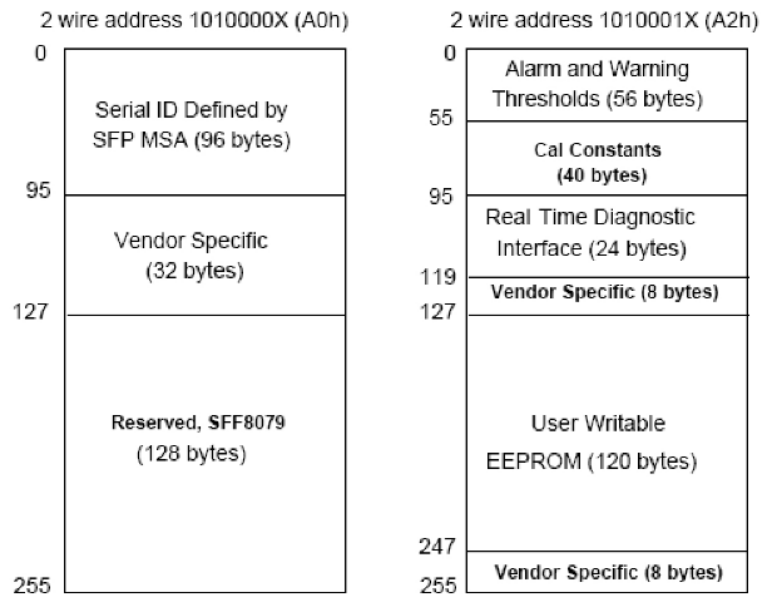 2 wire address 1010000X (A0h)
0
Serial ID Defined by
SFP MSA (96 bytes)
95
Vendor Specific
(32 bytes)
127
Reserved, SFF8079
(128 bytes)
255
2 wire address 1010001X (A2h)
0
Alarm and Warning
Thresholds (56 bytes)
55
Cal Constants
(40 bytes)
95
Real Time Diagnostic
Interface (24 bytes)
119
Vendor Specific (8 bytes)
127
User Writable
EEPROM (120 bytes)
247
Vendor Specific (8 bytes)
255